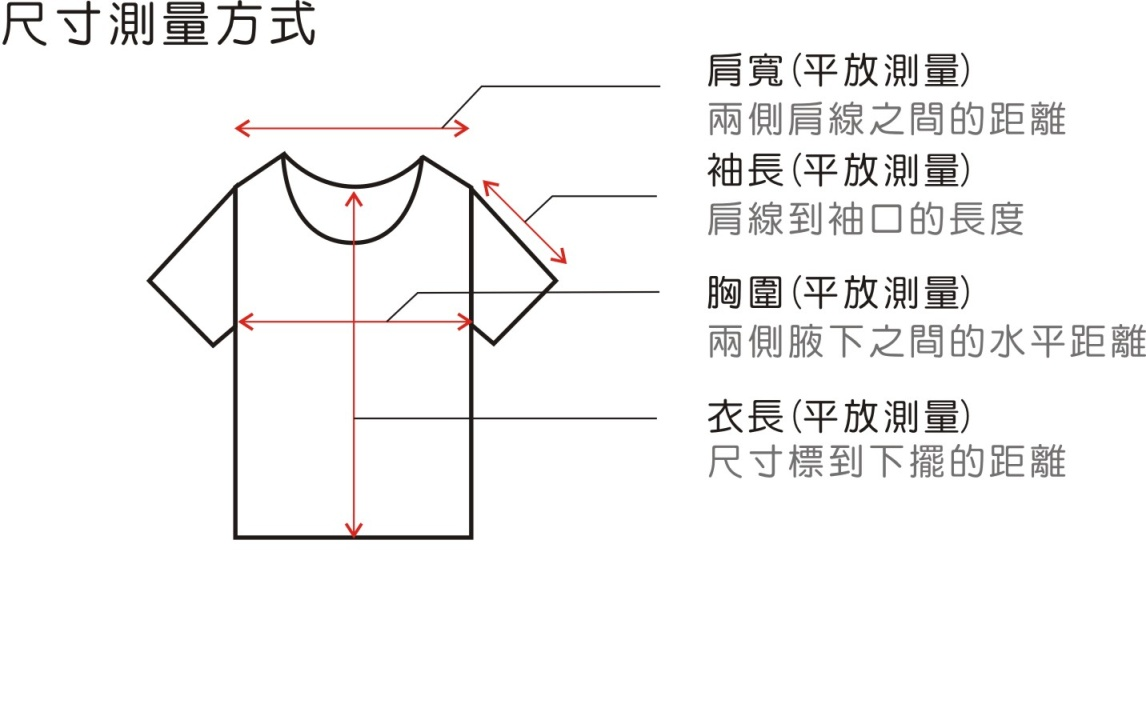 尺寸測量方式
肩寬(平放測量)
兩側肩線之間的距離
袖長(平放測量)
肩線到袖口的長度
胸圍(平放測量)
兩側腋下之間的水平距離
衣長(平放測量)
尺寸標到下擺的距離